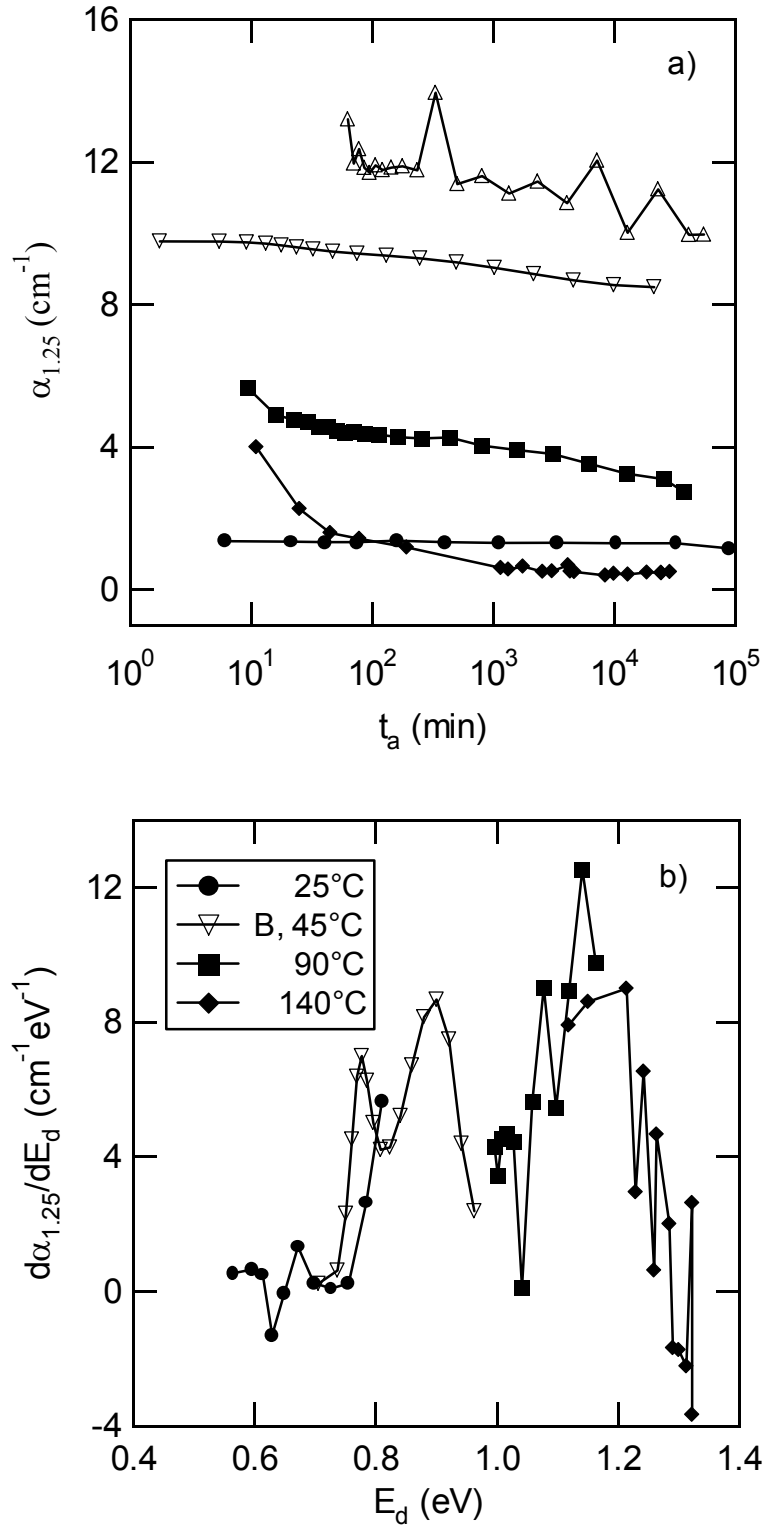 a)
16
12
8
4
0
α1.25 (cm-1)
10^0 10^1 10^2 10^3 10^4 10^5
ta (min)
b)
25°C
B, 45°C
90°C
140°C
12
8
4
0
-4
dα1.25/dEd (cm-1eV-1)
0.4 0.6 0.8 1.0 1.2 1.4
Ed (eV)